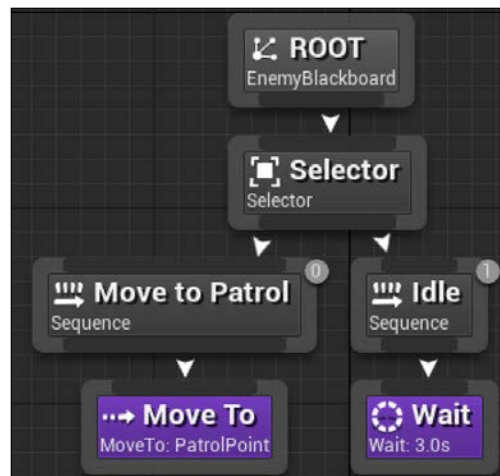 ROOT
EnemyBlackboard
Selector
Selector
0
Move to Patrol
Sequence
1
Idle
Sequence
Move To
MoveTo: PatrolPoint
Wait
Wait: 3.0s